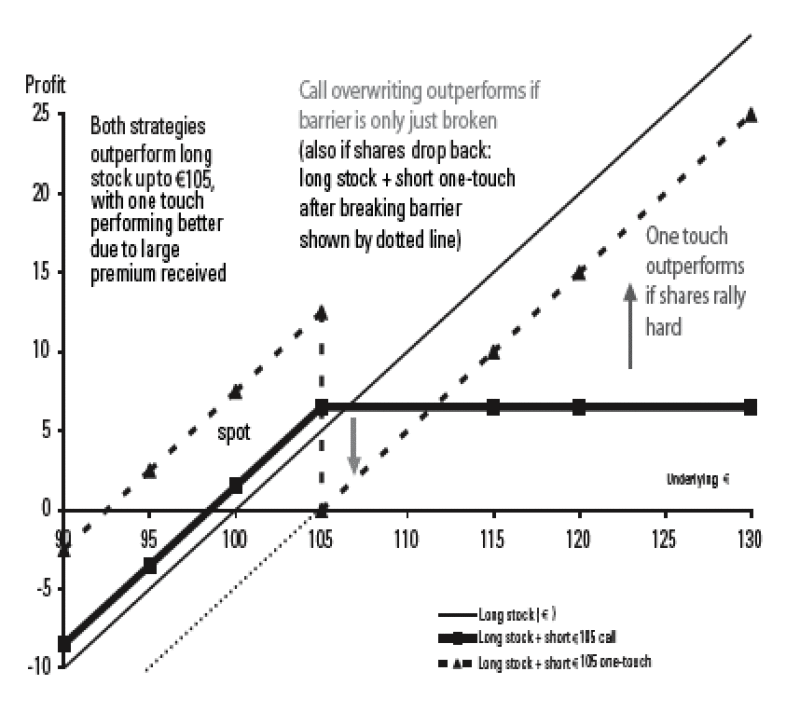 Profit
25
20
15
10
5
0
-5
-10
Both strategies
outperform long
stock upto €105,
with one touch
performing better
due to large
premium received
Call overwriting outperforms if
barrier is only just broken
(also if shares drop back:
long stock + short one-touch
after breaking barrier
shown by dotted line)
One touch
outperforms
if shares rally
hard
spot
Underlying €
90 95 100 105 110 115 120 125 130
Long stock (€)
Long stock + short €105 call
Long stock + short €105 one-touch